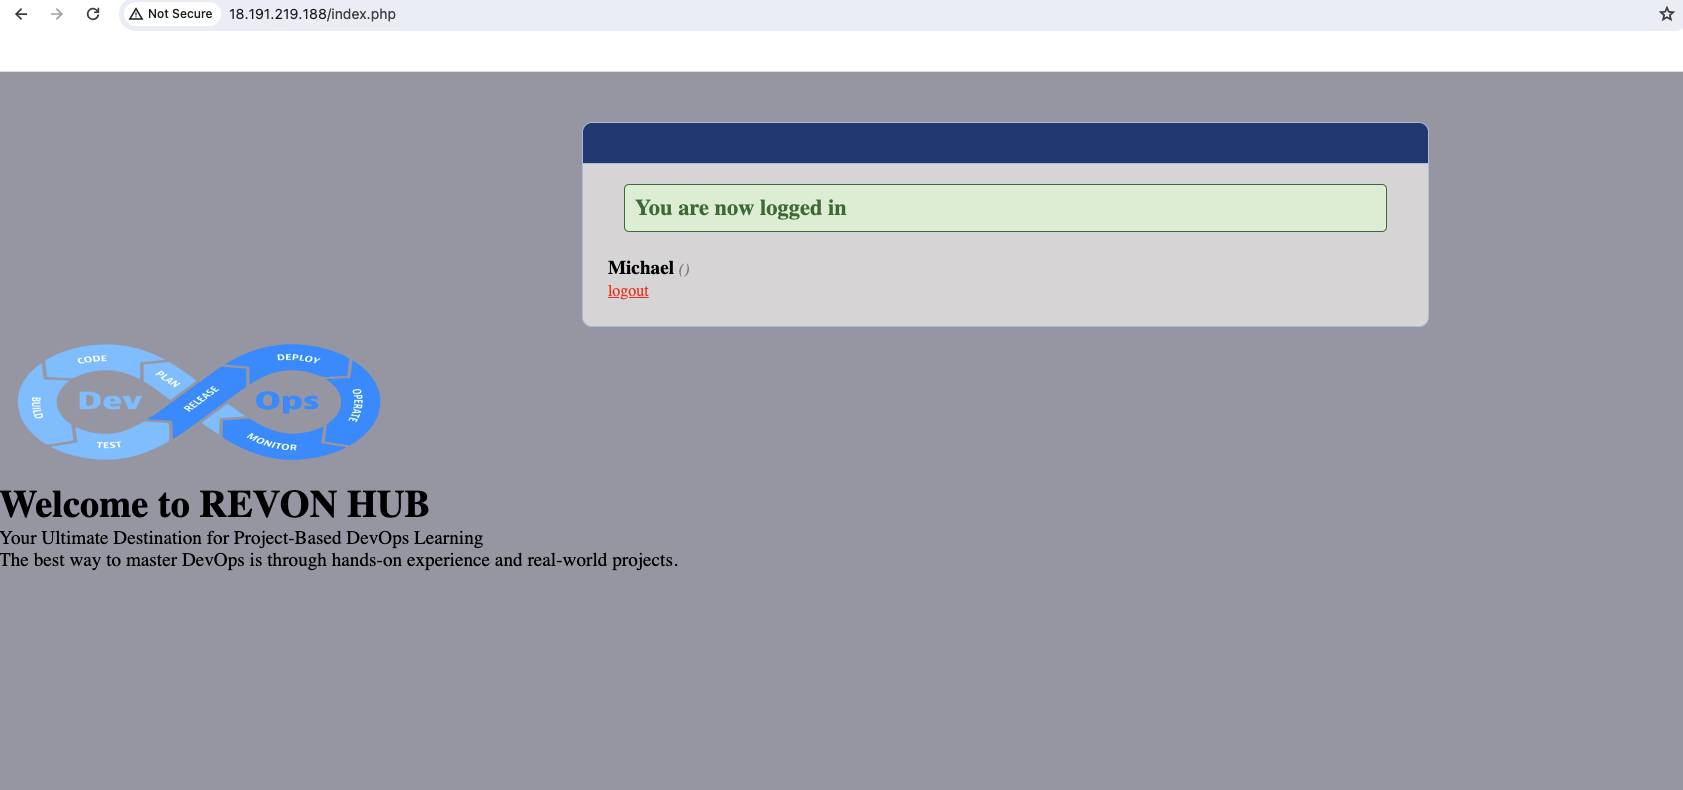 Not Secure 18.191.219.188/index.php
You are now logged in
Michael ()
logout
CODE
PLAN
BUILD
TEST
Dev
RELEASE
DEPLOY
OPERATE
MONITOR
Ops
Welcome to REVON HUB
Your Ultimate Destination for Project-Based DevOps Learning
The best way to master DevOps is through hands-on experience and real-world projects.